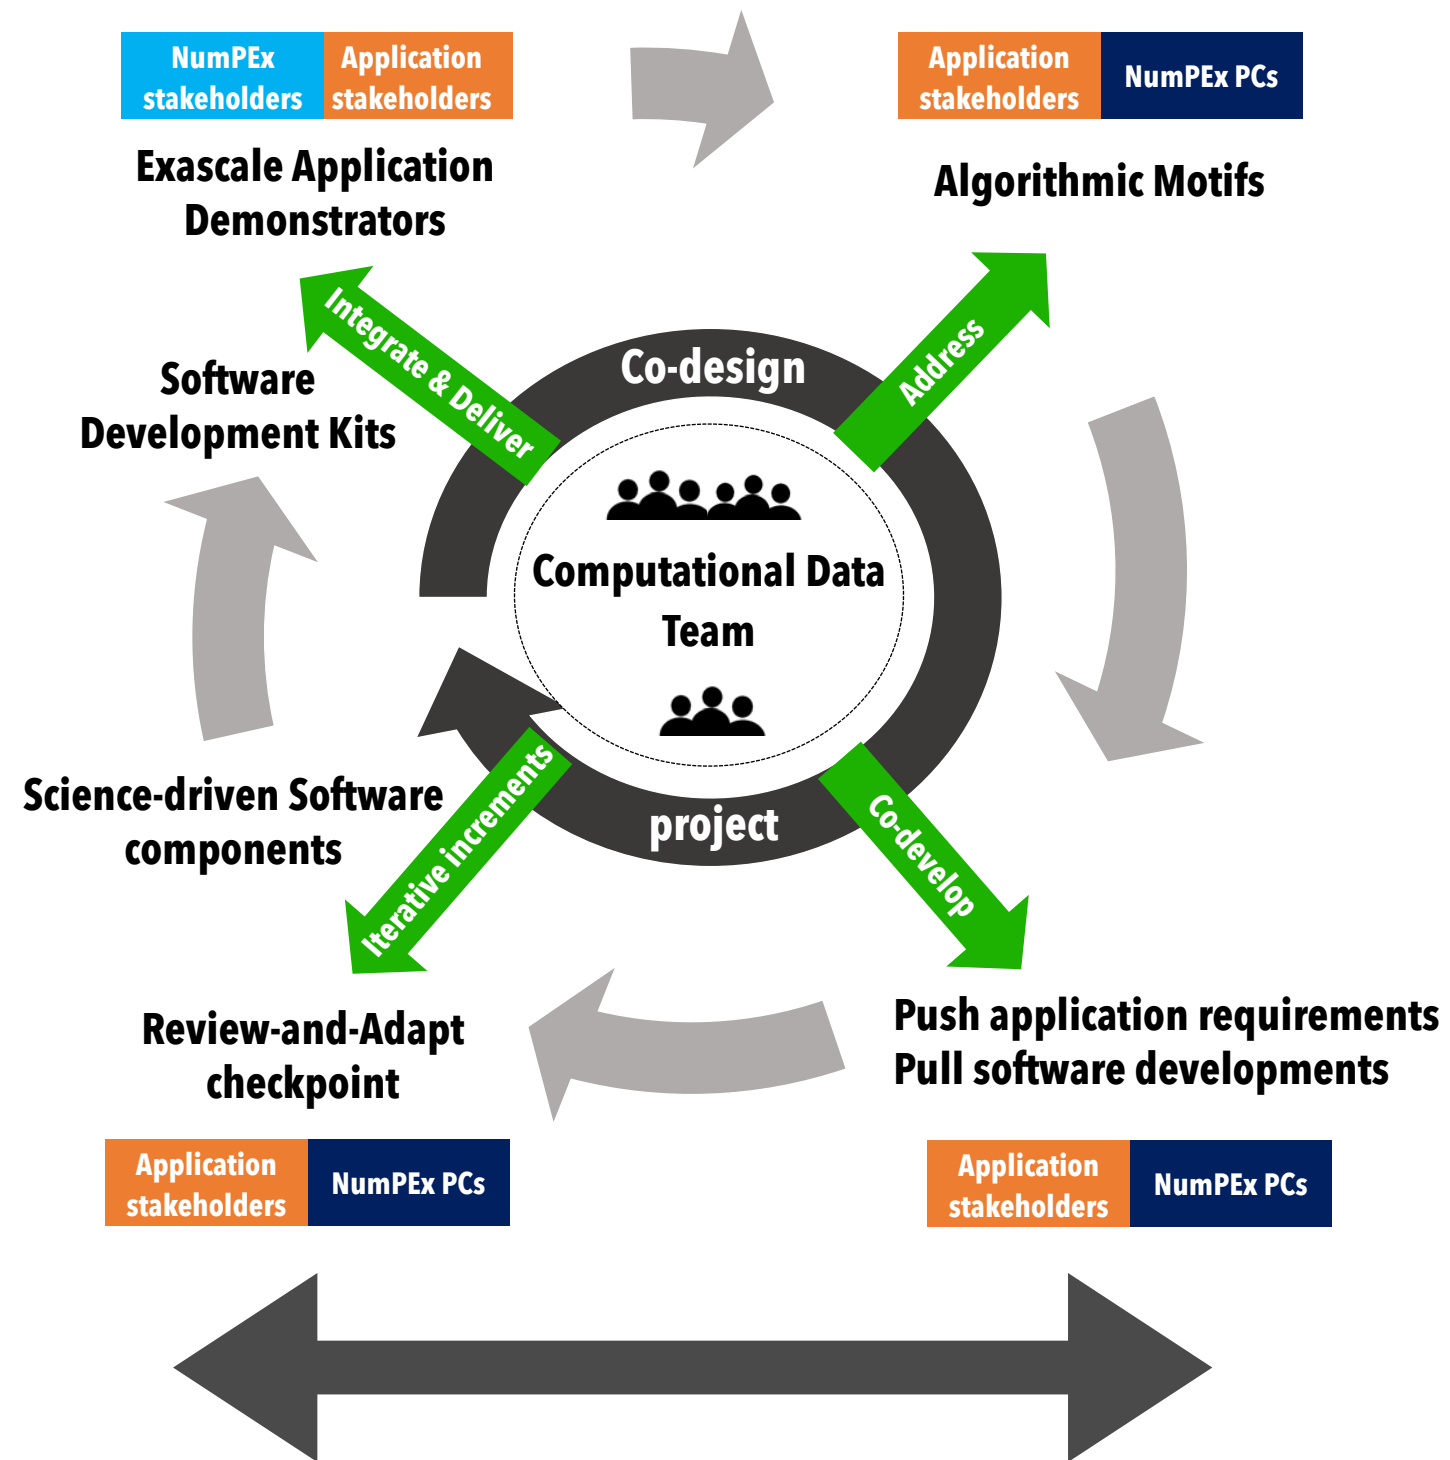 NumPEx
stakeholders
Application
stakeholders
Application
stakeholders
NumPEx PCs
Exascale Application
Demonstrators
Algorithmic Motifs
Integrate & Deliver
Address
Software
Development Kits
Co-design
Computational Data
Team
Science-driven Software
components
project
Iterative increments
Co-develop
Review-and-Adapt
checkpoint
Push application requirements
Pull software developments
Application
stakeholders
NumPEx PCs
Application
stakeholders
NumPEx PCs